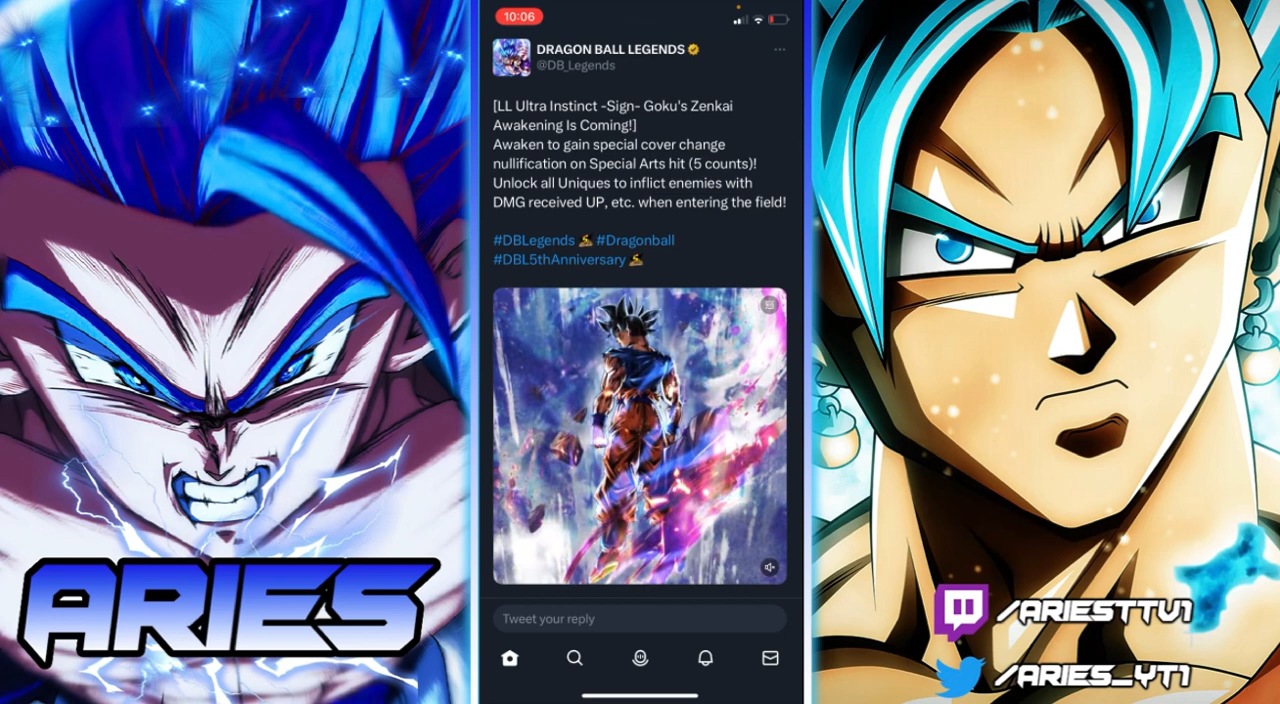 10:06
DRAGON BALL LEGENDS
@DB_Legends
[LL Ultra Instinct -Sign- Goku's Zenkai
Awakening Is Coming!]
Awaken to gain special cover change
nullification on Special Arts hit (5 counts)!
Unlock all Uniques to inflict enemies with
DMG received UP, etc. when entering the field!
#DBLegends #Dragonball
#DBL5thAnniversary
Tweet your reply
ARIES
/ARIESTTV1
/ARIES_YT1